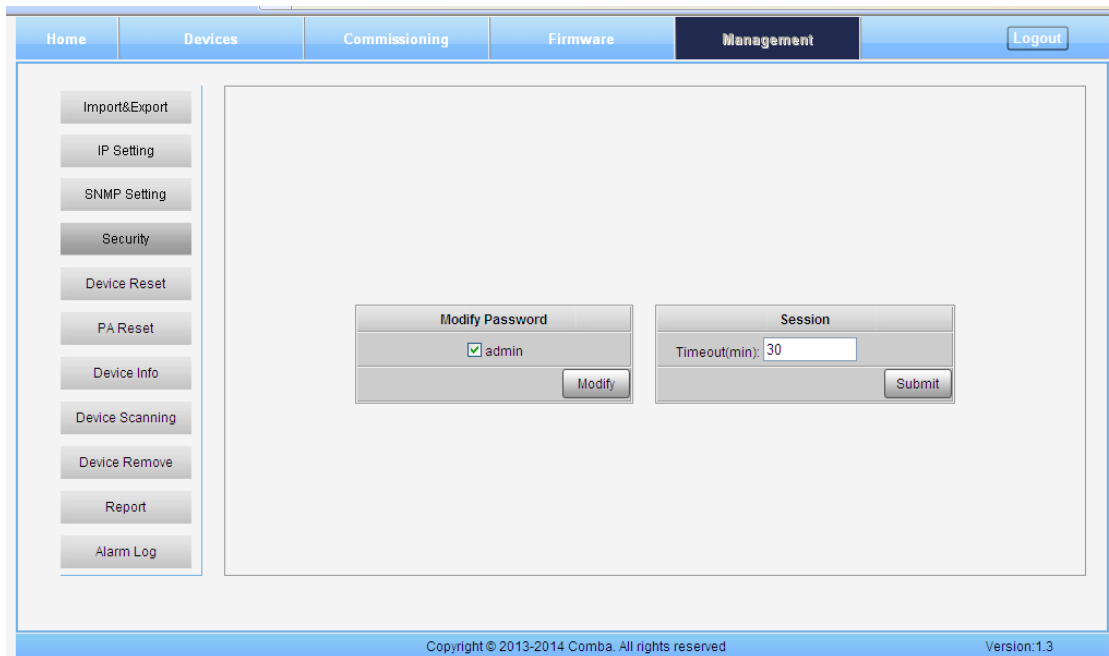 Home Devices Commissioning Firmware Management Logout
Import&Export
IP Setting
SNMP Setting
Security
Device Reset
PA Reset
Device Info
Device Scanning
Device Remove
Report
Alarm Log
Modify Password
admin
Modify
Session
Timeout(min): 30
Submit
Copyright © 2013-2014 Comba. All rights reserved Version:1.3